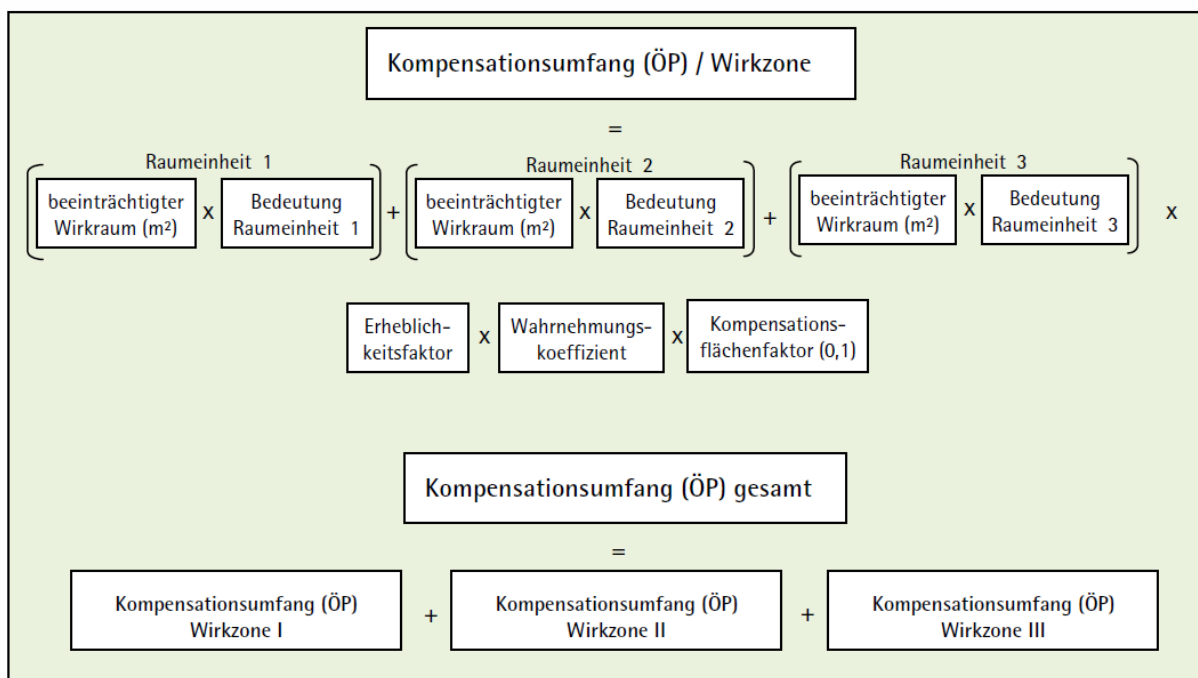 Kompensationsumfang (ÖP) / Wirkzone
=
Raumeinheit 1
Raumeinheit 2
Raumeinheit 3
beeinträchtigter
Wirkraum (m²)
x
Bedeutung
Raumeinheit 1
+
beeinträchtigter
Wirkraum (m²)
x
Bedeutung
Raumeinheit 2
+
beeinträchtigter
Wirkraum (m²)
x
Bedeutung
Raumeinheit 3
x
Erheblich-
keitsfaktor
x
Wahrnehmungs-
koeffizient
x
Kompensations-
flächenfaktor (0,1)
Kompensationsumfang (ÖP) gesamt
=
Kompensationsumfang (ÖP)
Wirkzone I
+
Kompensationsumfang (ÖP)
Wirkzone II
+
Kompensationsumfang (ÖP)
Wirkzone III